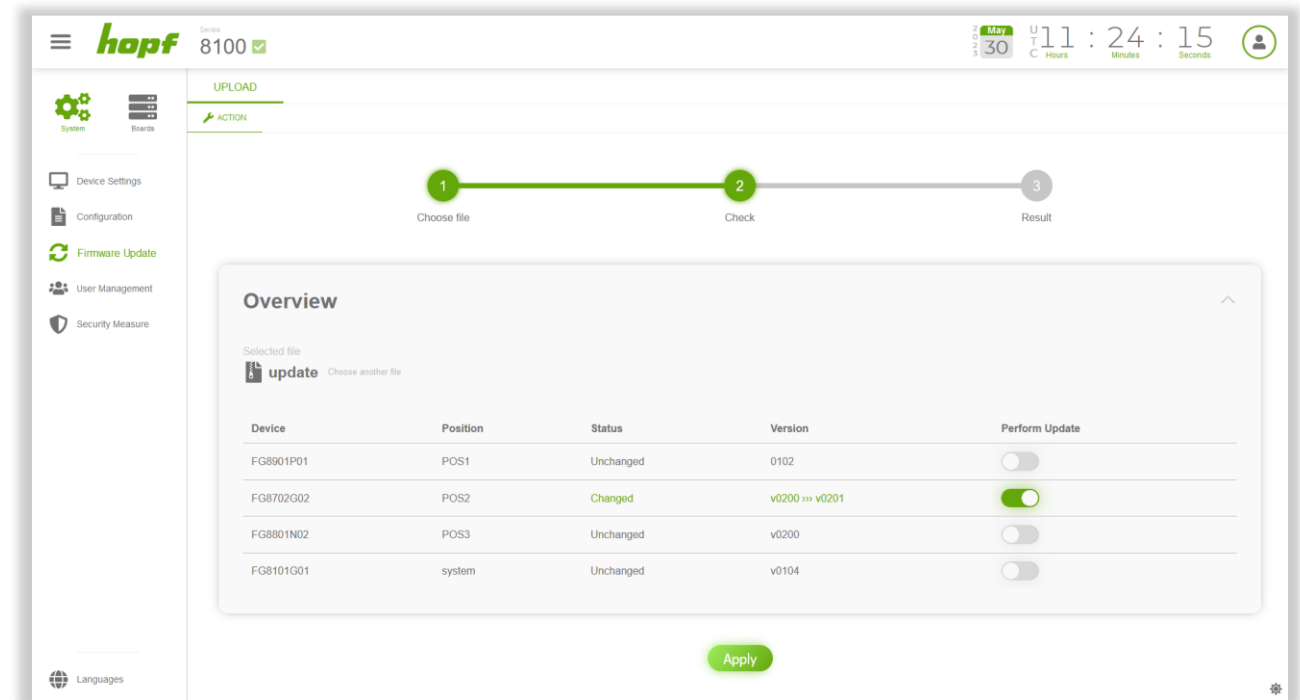 hopf
Series
8100
2023
May
30
UTC
11 : 24 : 15
Hours Minutes Seconds
System Boards
Device Settings
Configuration
Firmware Update
User Management
Security Measure
Languages
UPLOAD
ACTION
1 2 3
Choose file Check Result
Overview
Selected file
update Choose another file
Device Position Status Version Perform Update
FG8901P01 POS1 Unchanged 0102
FG8702G02 POS2 Changed v0200 ››› v0201
FG8801N02 POS3 Unchanged v0200
FG8101G01 system Unchanged v0104
Apply